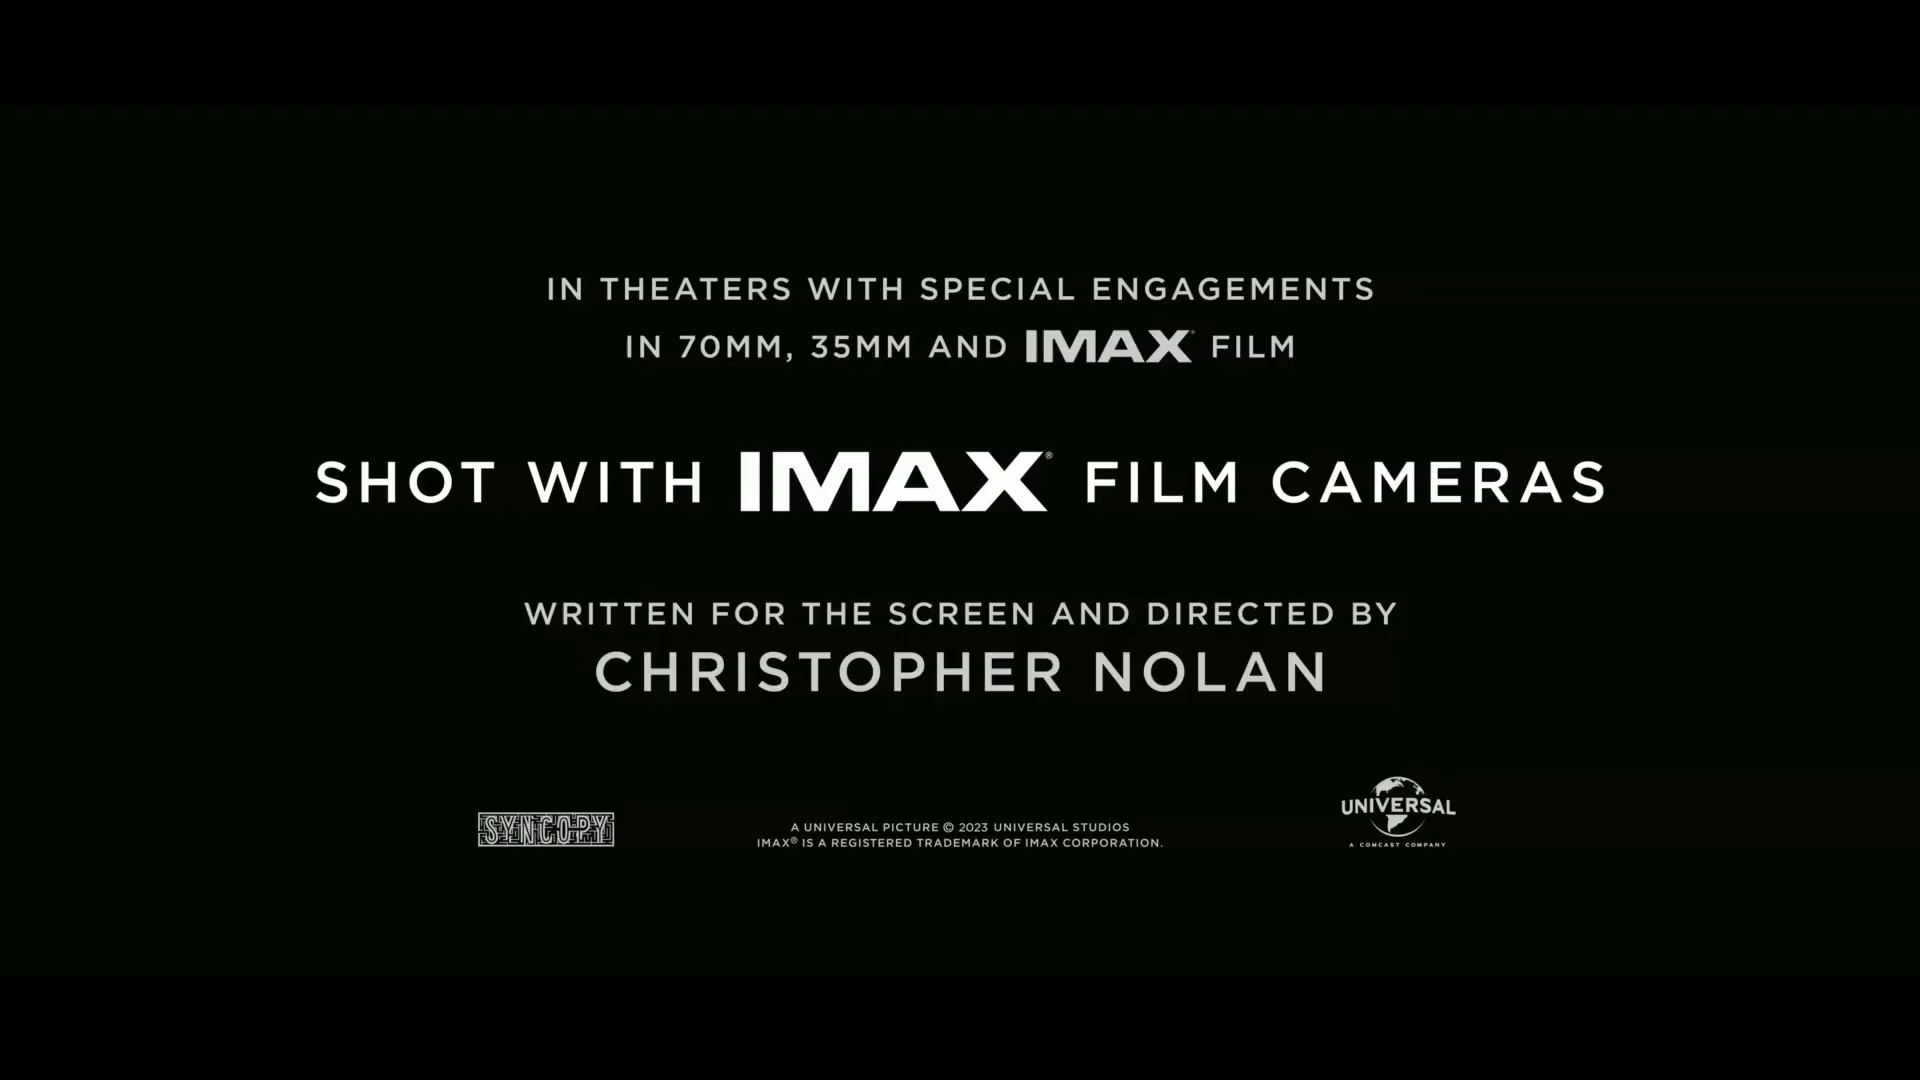 IN THEATERS WITH SPECIAL ENGAGEMENTS
IN 70MM, 35MM AND IMAX® FILM
SHOT WITH IMAX® FILM CAMERAS
WRITTEN FOR THE SCREEN AND DIRECTED BY
CHRISTOPHER NOLAN
SYNCOPY
A UNIVERSAL PICTURE © 2023 UNIVERSAL STUDIOS
IMAX® IS A REGISTERED TRADEMARK OF IMAX CORPORATION.
UNIVERSAL
A COMCAST COMPANY